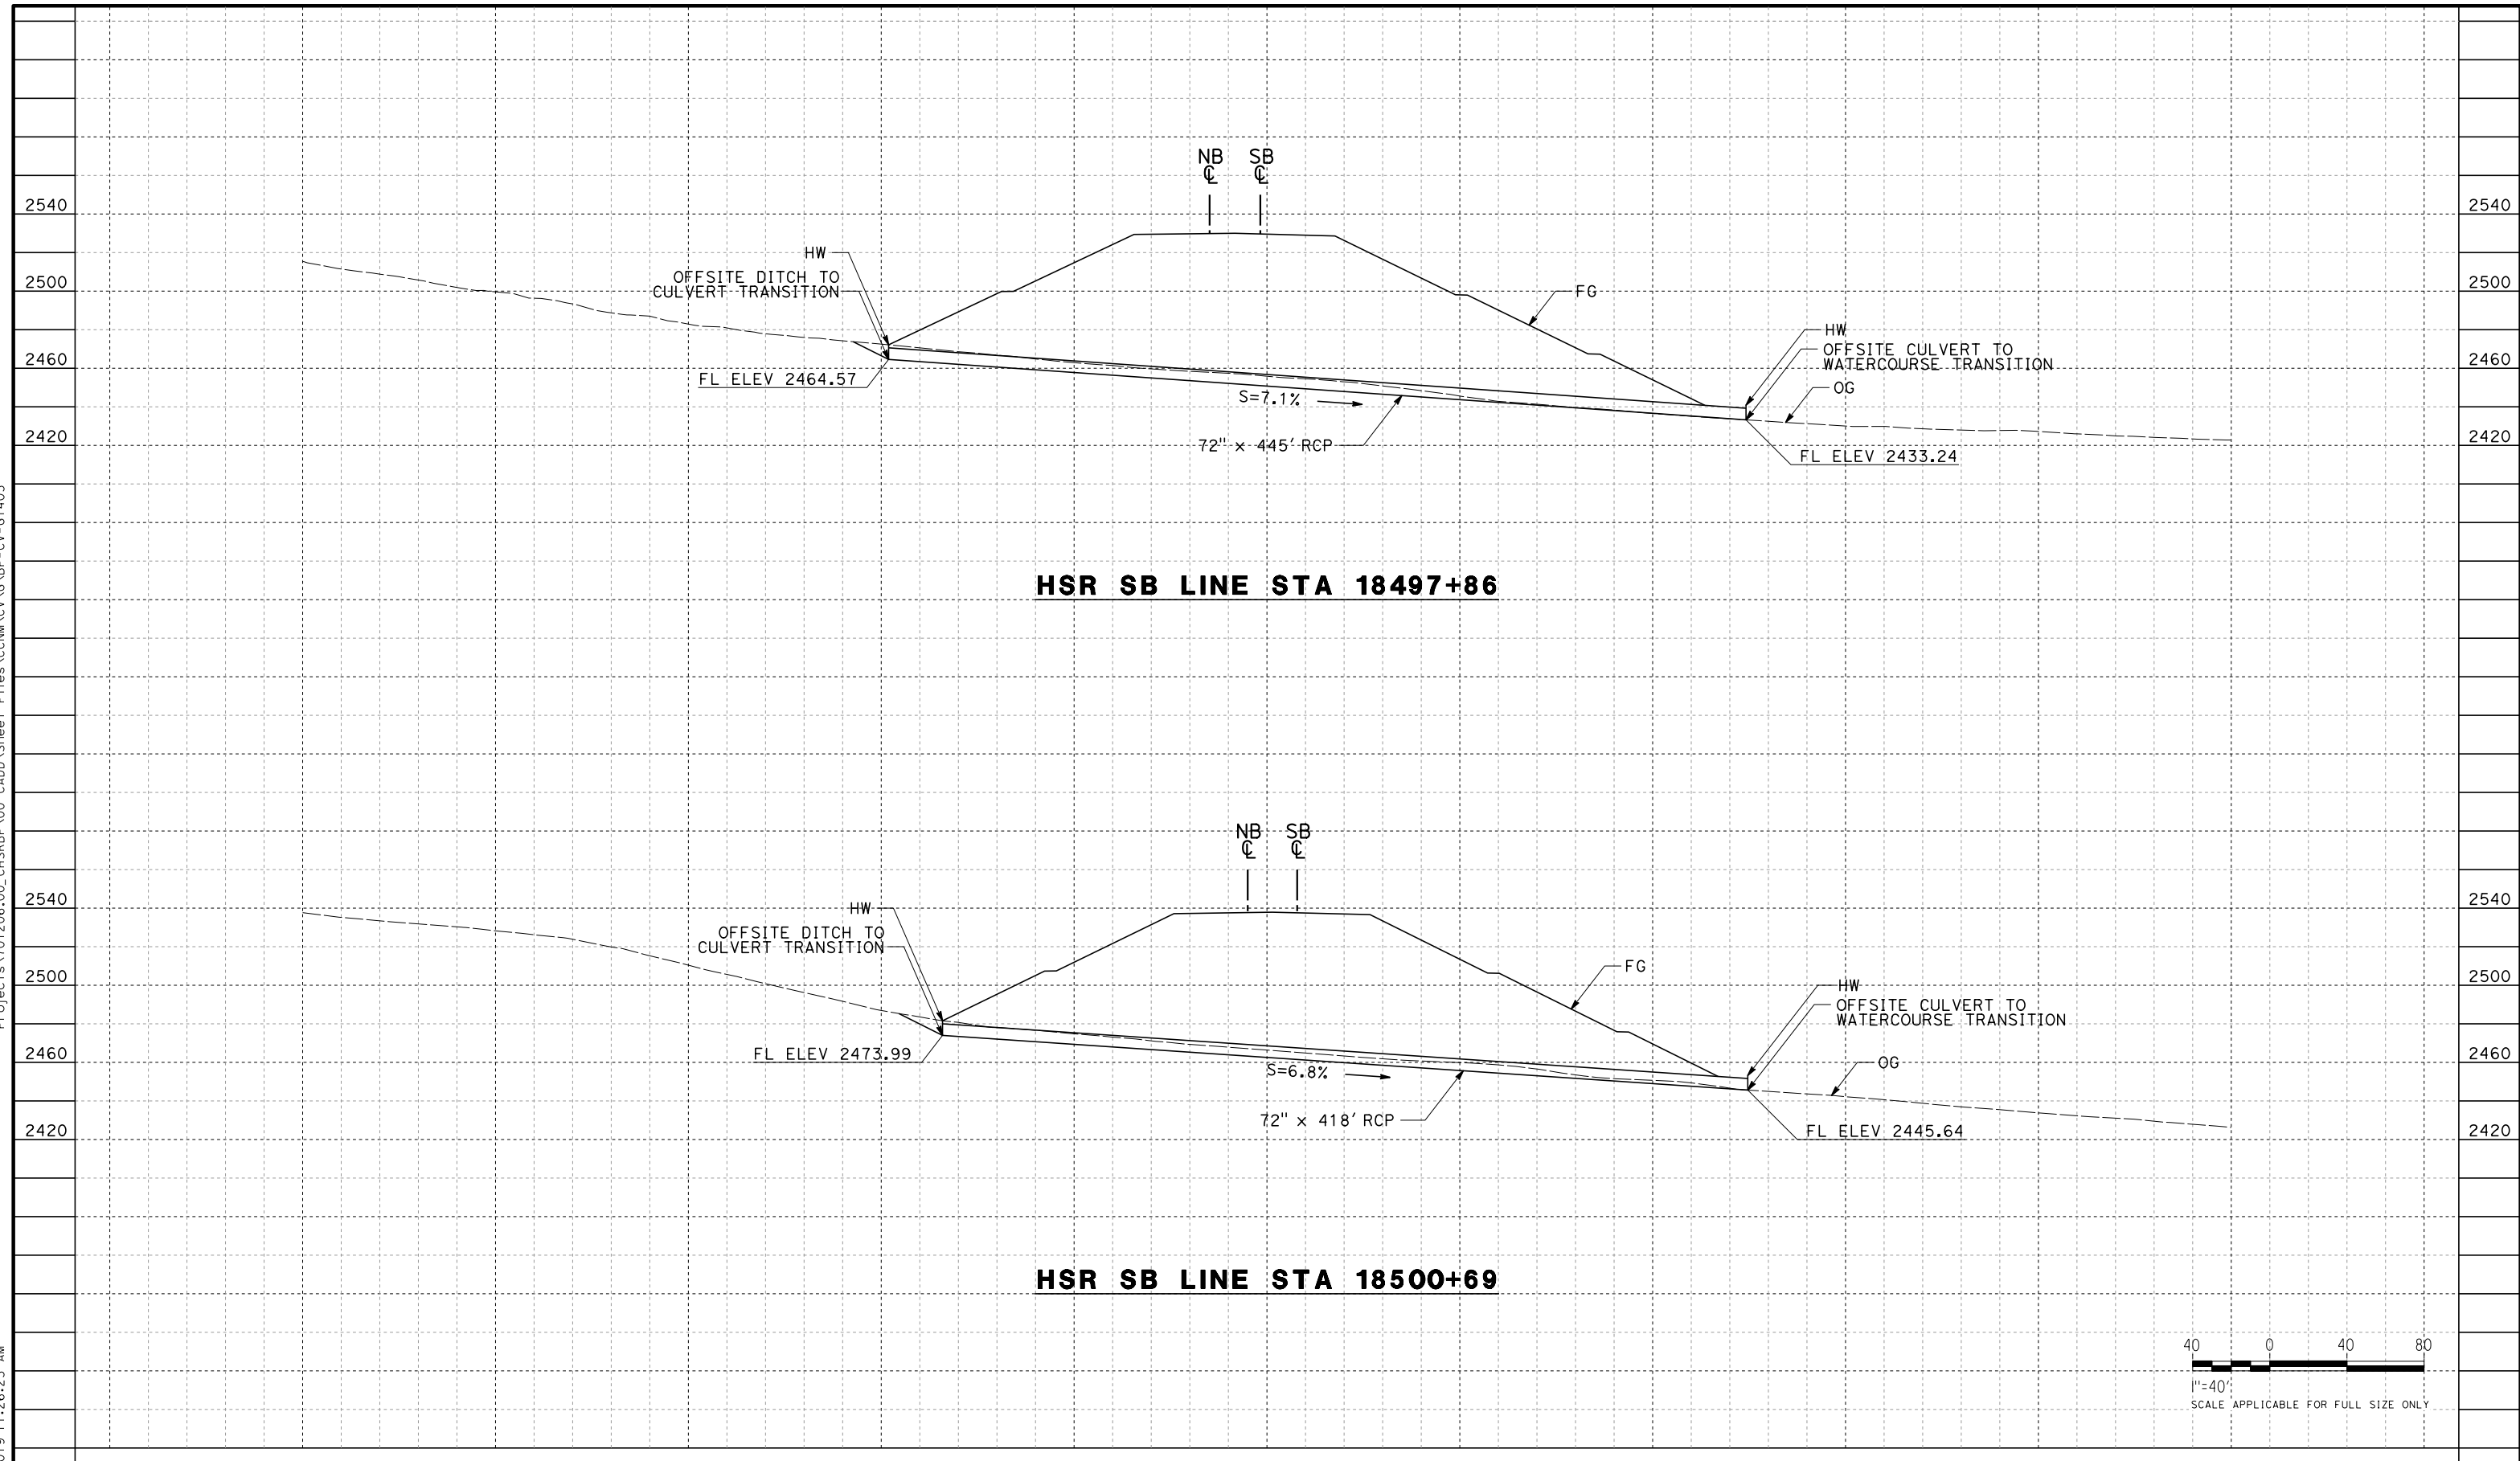 NB SB
℄ ℄
2540 2540
HW
OFFSITE DITCH TO
CULVERT TRANSITION
2500 2500
FG
HW
OFFSITE CULVERT TO
WATERCOURSE TRANSITION
2460 2460
FL ELEV 2464.57
OG
S=7.1%
72" x 445' RCP
2420 2420
FL ELEV 2433.24
HSR SB LINE STA 18497+86
NB SB
℄ ℄
2540 2540
HW
OFFSITE DITCH TO
CULVERT TRANSITION
FG
2500 2500
HW
OFFSITE CULVERT TO
WATERCOURSE TRANSITION
2460 2460
FL ELEV 2473.99
OG
S=6.8%
72" x 418' RCP
2420 2420
FL ELEV 2445.64
HSR SB LINE STA 18500+69
40 0 40 80
1"=40'
SCALE APPLICABLE FOR FULL SIZE ONLY